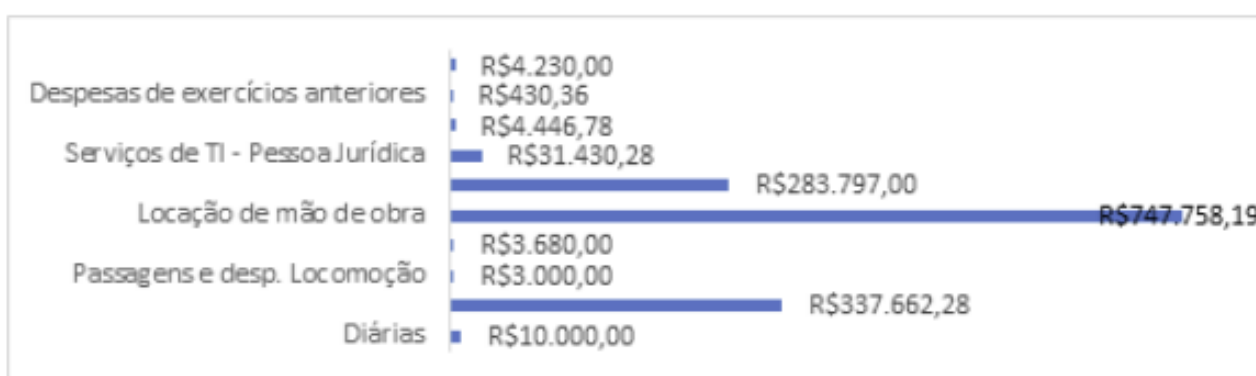 R$4.230,00
Despesas de exercícios anteriores R$430,36
R$4.446,78
Serviços de TI - Pessoa Jurídica R$31.430,28
R$283.797,00
Locação de mão de obra R$747.758,19
R$3.680,00
Passagens e desp. Locomoção R$3.000,00
R$337.662,28
Diárias R$10.000,00